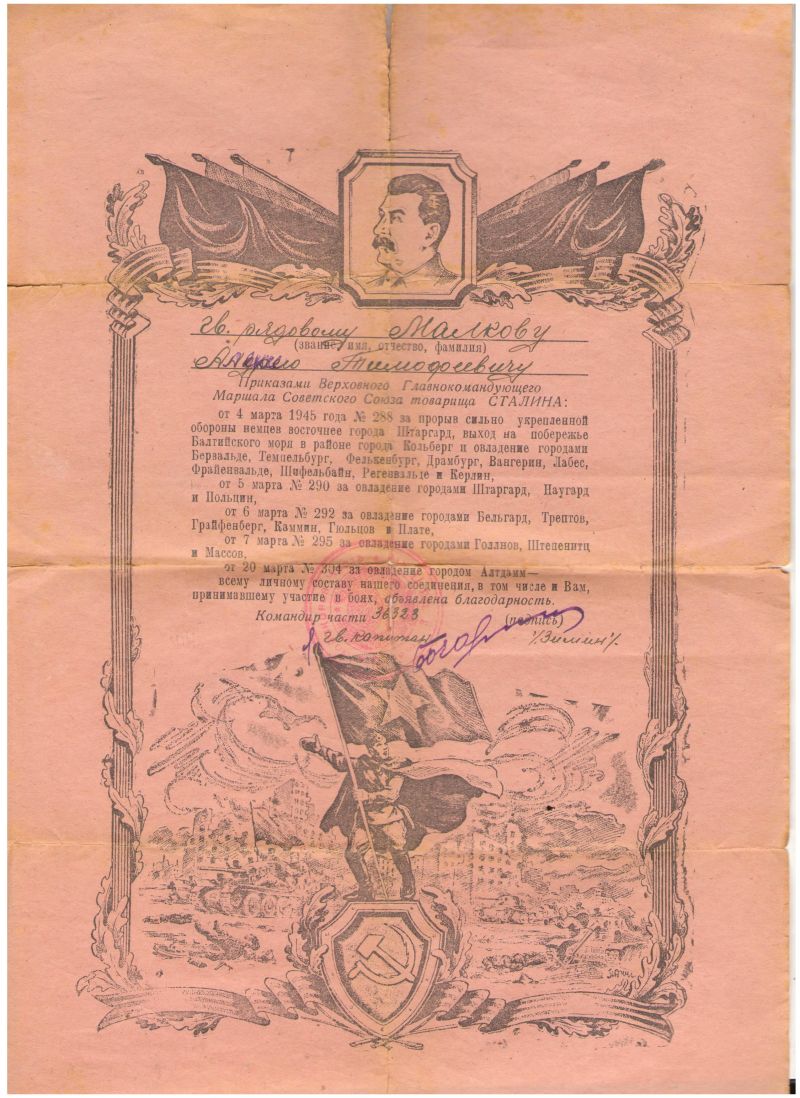 гв. рядовому Малкову
(звание, имя, отчество, фамилия)
Тимофеевичу
Приказами Верховного Главнокомандующего
Маршала Советского Союза товарища СТАЛИНА:
от 4 марта 1945 года № 288 за прорыв сильно укрепленной
обороны немцев восточнее города Штаргард, выход на побережье
Балтийского моря в районе города Кольберг и овладение городами
Бервальде, Темпельбург, Фелькенбург, Драмбург, Вангерин, Лабес,
Фрайенвальде, Шифельбайн, Регенвальде и Керлин,
от 5 марта № 290 за овладение городами Штаргард, Наугард
и Польцин,
от 6 марта № 292 за овладение городами Бельгард, Трептов,
Грайфенберг, Каммин, Гюльцов и Плате,
от 7 марта № 295 за овладение городами Голлнов, Штепенитц
и Массов,
от 20 марта № 304 за овладение городом Алтдамм—
всему личному составу нашего соединения, в том числе и Вам,
принимавшему участие в боях, объявлена благодарность.
Командир части 36323 (подпись)
гв. капитан /Зимин/.